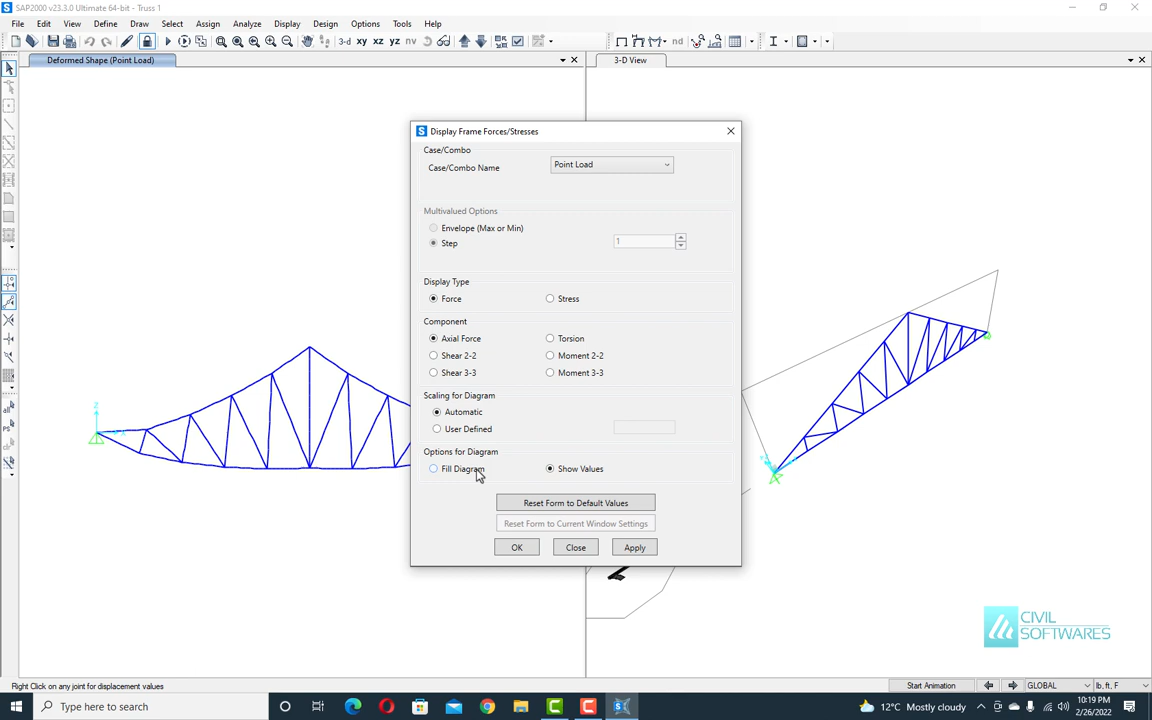 SAP2000 v23.3.0 Ultimate 64-bit - Truss 1
File Edit View Define Draw Select Assign Analyze Display Design Options Tools Help
3-d xy xz yz nv nd
Deformed Shape (Point Load)
3-D View
Display Frame Forces/Stresses
Case/Combo
Case/Combo Name
Point Load
Multivalued Options
Envelope (Max or Min)
Step
1
Display Type
Force
Stress
Component
Axial Force
Torsion
Shear 2-2
Moment 2-2
Shear 3-3
Moment 3-3
Scaling for Diagram
Automatic
User Defined
Options for Diagram
Fill Diagram
Show Values
Reset Form to Default Values
Reset Form to Current Window Settings
OK
Close
Apply
Z
CIVIL
SOFTWARES
Right Click on any joint for displacement values
Start Animation
GLOBAL
lb, ft, F
Type here to search
12°C Mostly cloudy
10:19 PM
2/26/2022